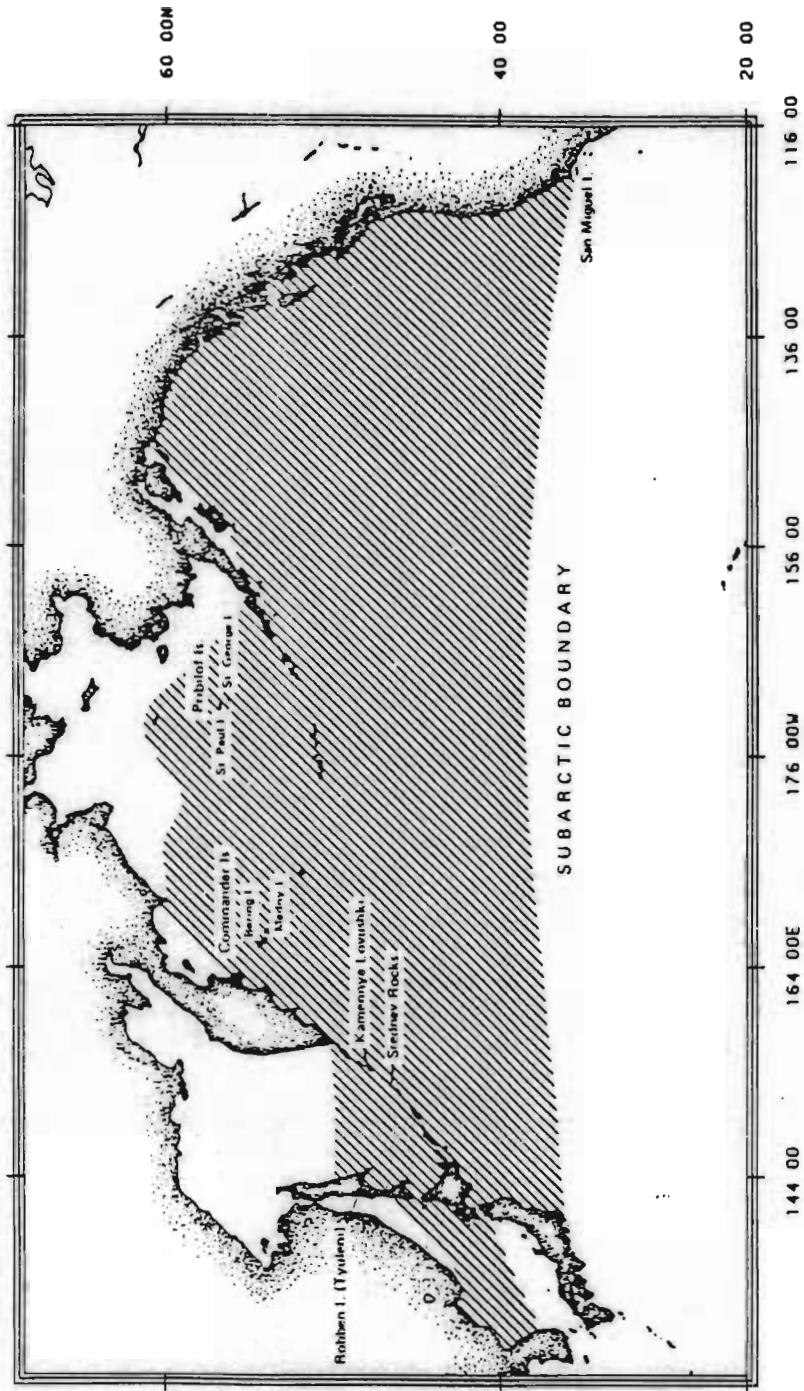 60 00N
40 00
20 00
144 00
164 00E
176 00W
156 00
136 00
116 00
Pribilof Is
St Paul I
St George I
Commander Is
Bering I
Medny I
Kamennye Lovushki
Srednev Rocks
Robben I. (Tyuleni)
San Miguel I.
SUBARCTIC BOUNDARY